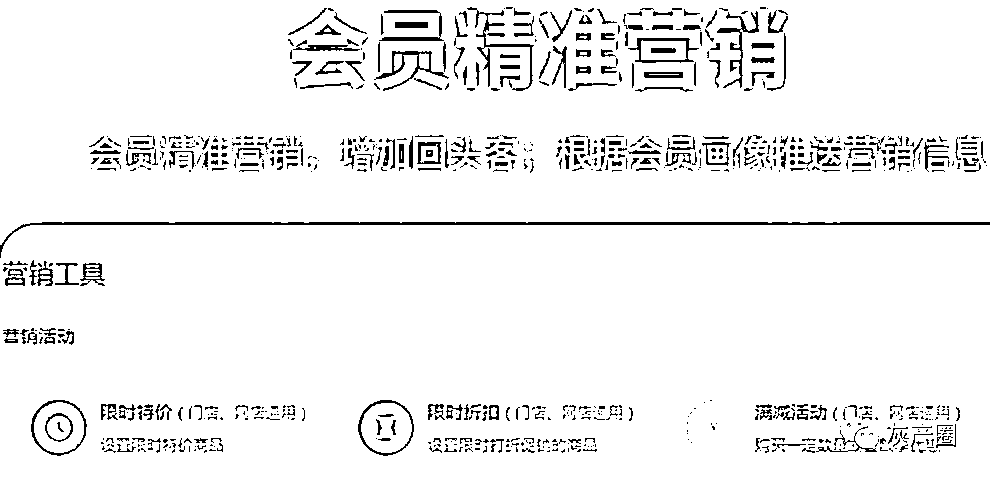 会员精准营销
会员精准营销，增加回头客；根据会员画像推送营销信息
营销工具
营销活动
限时特价（门店、网店通用） 限时折扣（门店、网店通用） 满减活动（门店、网店通用）
设置限时特价商品 设置限时打折促销的商品 购买一定数量
灰产圈